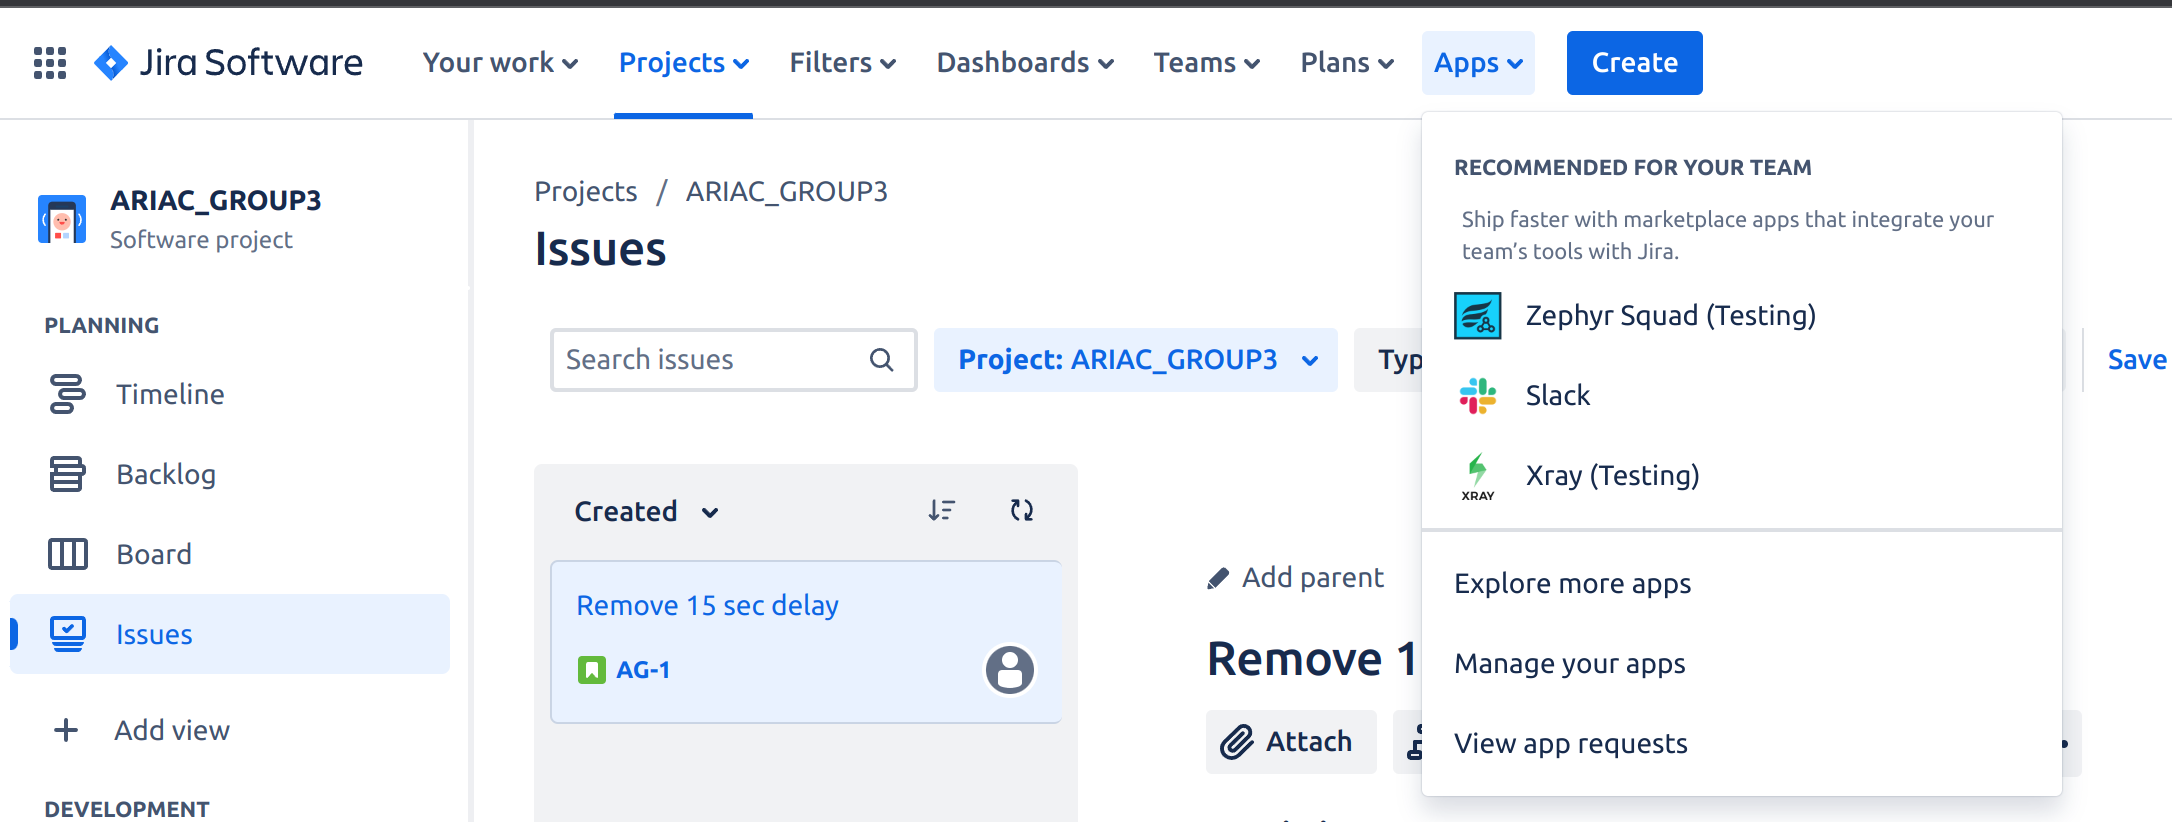 Jira Software
Your work
Projects
Filters
Dashboards
Teams
Plans
Apps
Create
ARIAC_GROUP3
Software project
PLANNING
Timeline
Backlog
Board
Issues
Add view
DEVELOPMENT
Projects / ARIAC_GROUP3
Issues
Search issues
Project: ARIAC_GROUP3
Typ
Save
Created
Remove 15 sec delay
AG-1
Add parent
Remove 1
Attach
RECOMMENDED FOR YOUR TEAM
Ship faster with marketplace apps that integrate your
team’s tools with Jira.
Zephyr Squad (Testing)
Slack
XRAY
Xray (Testing)
Explore more apps
Manage your apps
View app requests